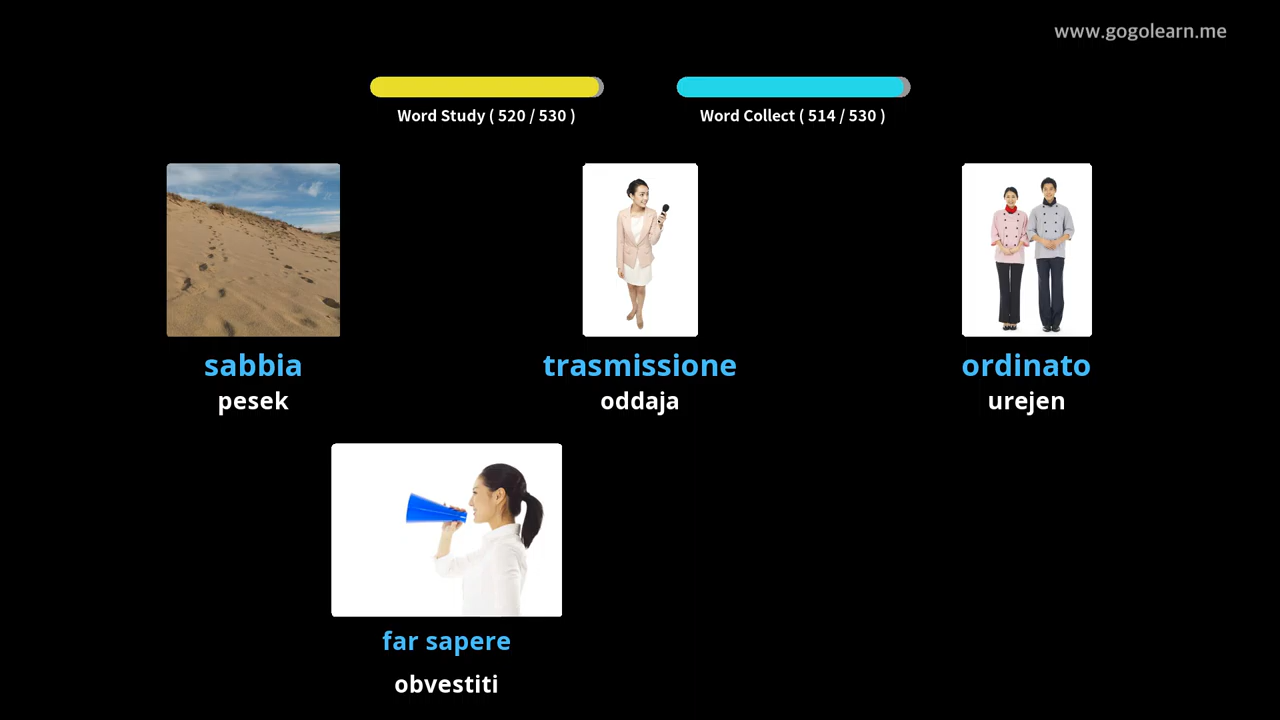 www.gogolearn.me
Word Study ( 520 / 530 )
Word Collect ( 514 / 530 )
sabbia
pesek
trasmissione
oddaja
ordinato
urejen
far sapere
obvestiti